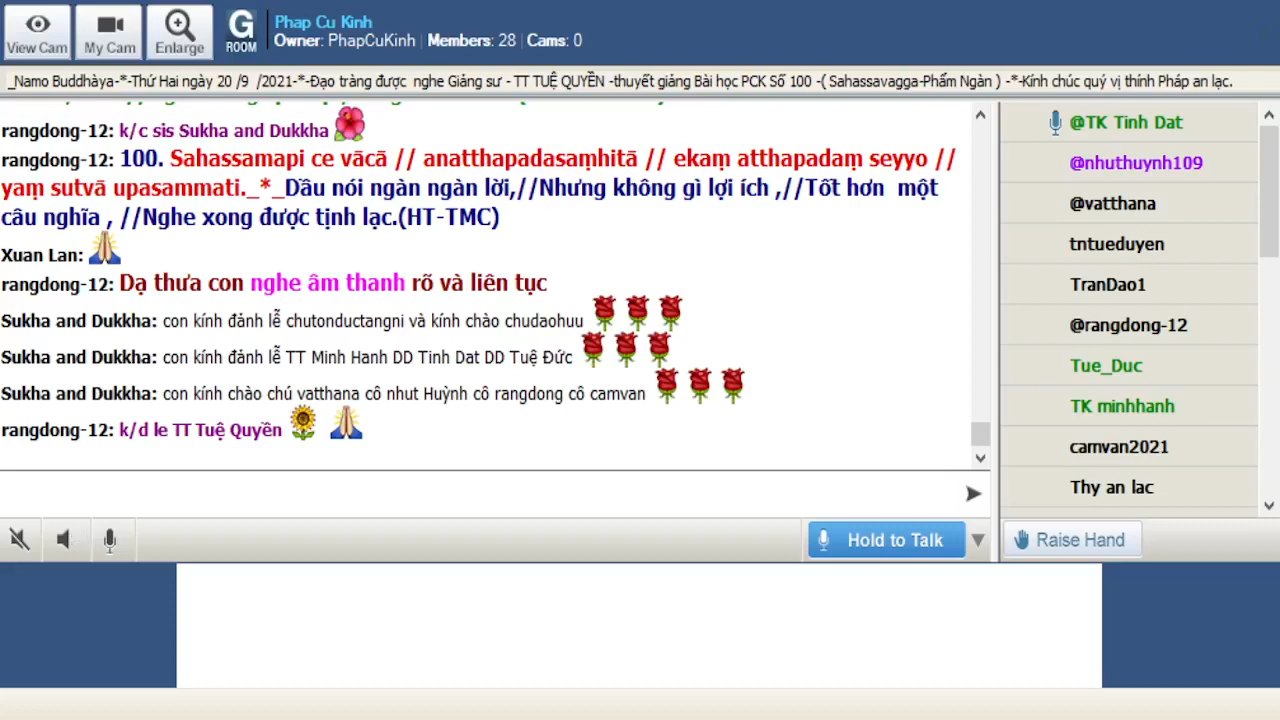 View Cam
My Cam
Enlarge
G
ROOM
Phap Cu Kinh
Owner: PhapCuKinh | Members: 28 | Cams: 0
_Namo Buddhàya-*-Thứ Hai ngày 20 /9 /2021-*-Đạo tràng được nghe Giảng sư - TT TUỆ QUYỀN -thuyết giảng Bài học PCK Số 100 -( Sahassavagga-Phẩm Ngàn ) -*-Kính chúc quý vị thính Pháp an lạc.
rangdong-12: k/c sis Sukha and Dukkha
rangdong-12: 100. Sahassamapi ce vācā // anatthapadasaṃhitā // ekaṃ atthapadaṃ seyyo //
yaṃ sutvā upasammati._*_Dầu nói ngàn ngàn lời,//Nhưng không gì lợi ích ,//Tốt hơn một
câu nghĩa , //Nghe xong được tịnh lạc.(HT-TMC)
Xuan Lan:
rangdong-12: Dạ thưa con nghe âm thanh rõ và liên tục
Sukha and Dukkha: con kính đảnh lễ chutonductangni và kính chào chudaohuu
Sukha and Dukkha: con kính đảnh lễ TT Minh Hanh DD Tinh Dat DD Tuệ Đức
Sukha and Dukkha: con kính chào chú vatthana cô nhut Huỳnh cô rangdong cô camvan
rangdong-12: k/d le TT Tuệ Quyền
@TK Tinh Dat
@nhuthuynh109
@vatthana
tntueduyen
TranDao1
@rangdong-12
Tue_Duc
TK minhhanh
camvan2021
Thy an lac
Hold to Talk
Raise Hand